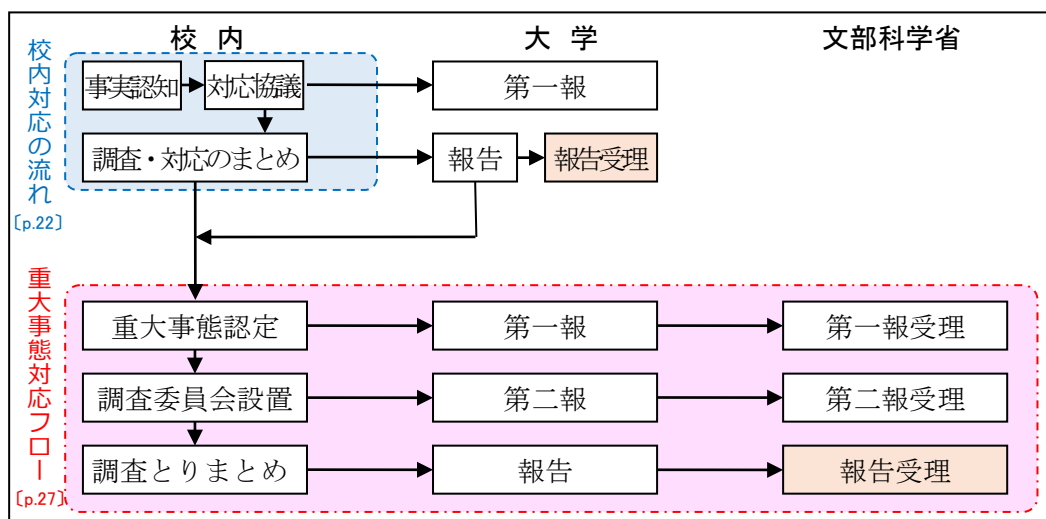 校内 大学 文部科学省
校内対応の流れ
〔p.22〕
事実認知 対応協議 第一報
調査・対応のまとめ 報告 報告受理
重大事態対応フロー
〔p.27〕
重大事態認定 第一報 第一報受理
調査委員会設置 第二報 第二報受理
調査とりまとめ 報告 報告受理